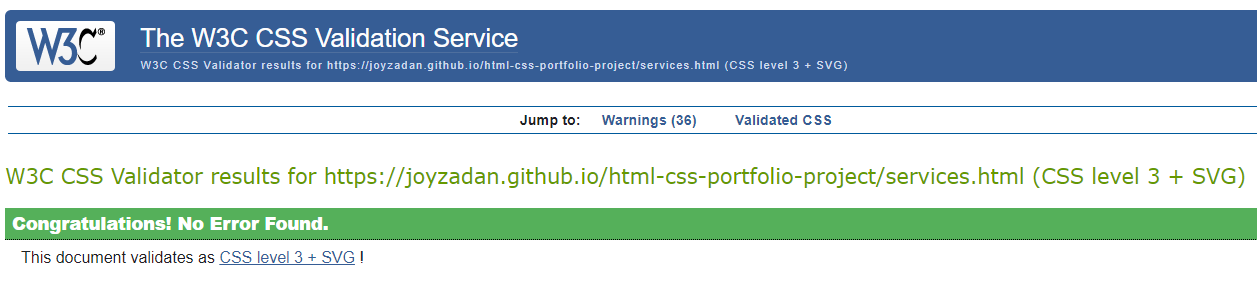 W3C®
The W3C CSS Validation Service
W3C CSS Validator results for https://joyzadan.github.io/html-css-portfolio-project/services.html (CSS level 3 + SVG)
Jump to: Warnings (36) Validated CSS
W3C CSS Validator results for https://joyzadan.github.io/html-css-portfolio-project/services.html (CSS level 3 + SVG)
Congratulations! No Error Found.
This document validates as CSS level 3 + SVG !